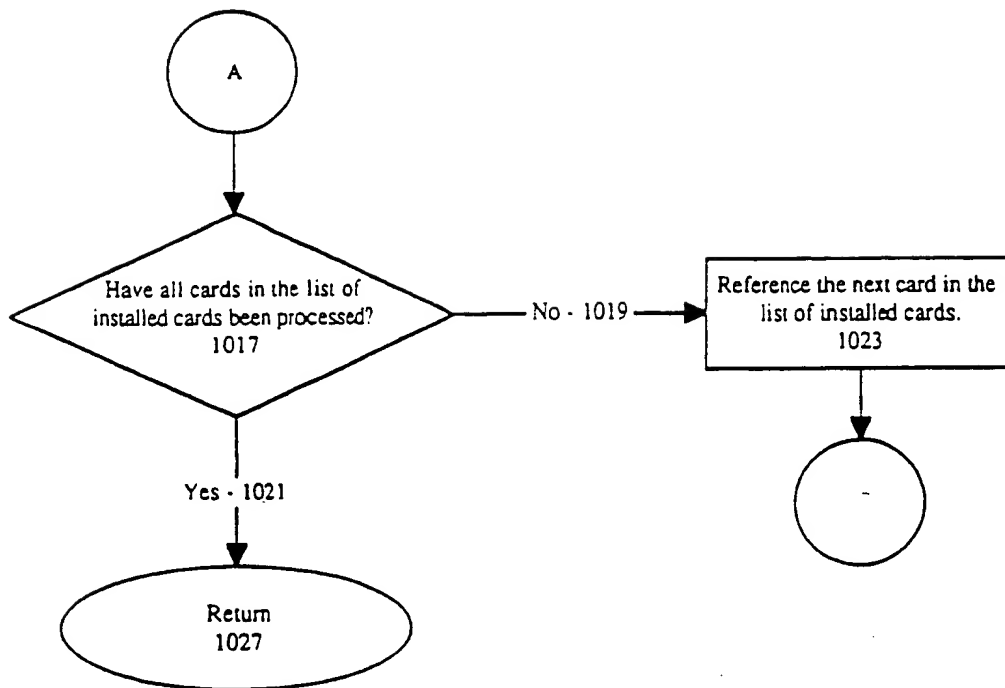 A
Have all cards in the list of
installed cards been processed?
1017
No - 1019
Reference the next card in the
list of installed cards.
1023
Yes - 1021
Return
1027